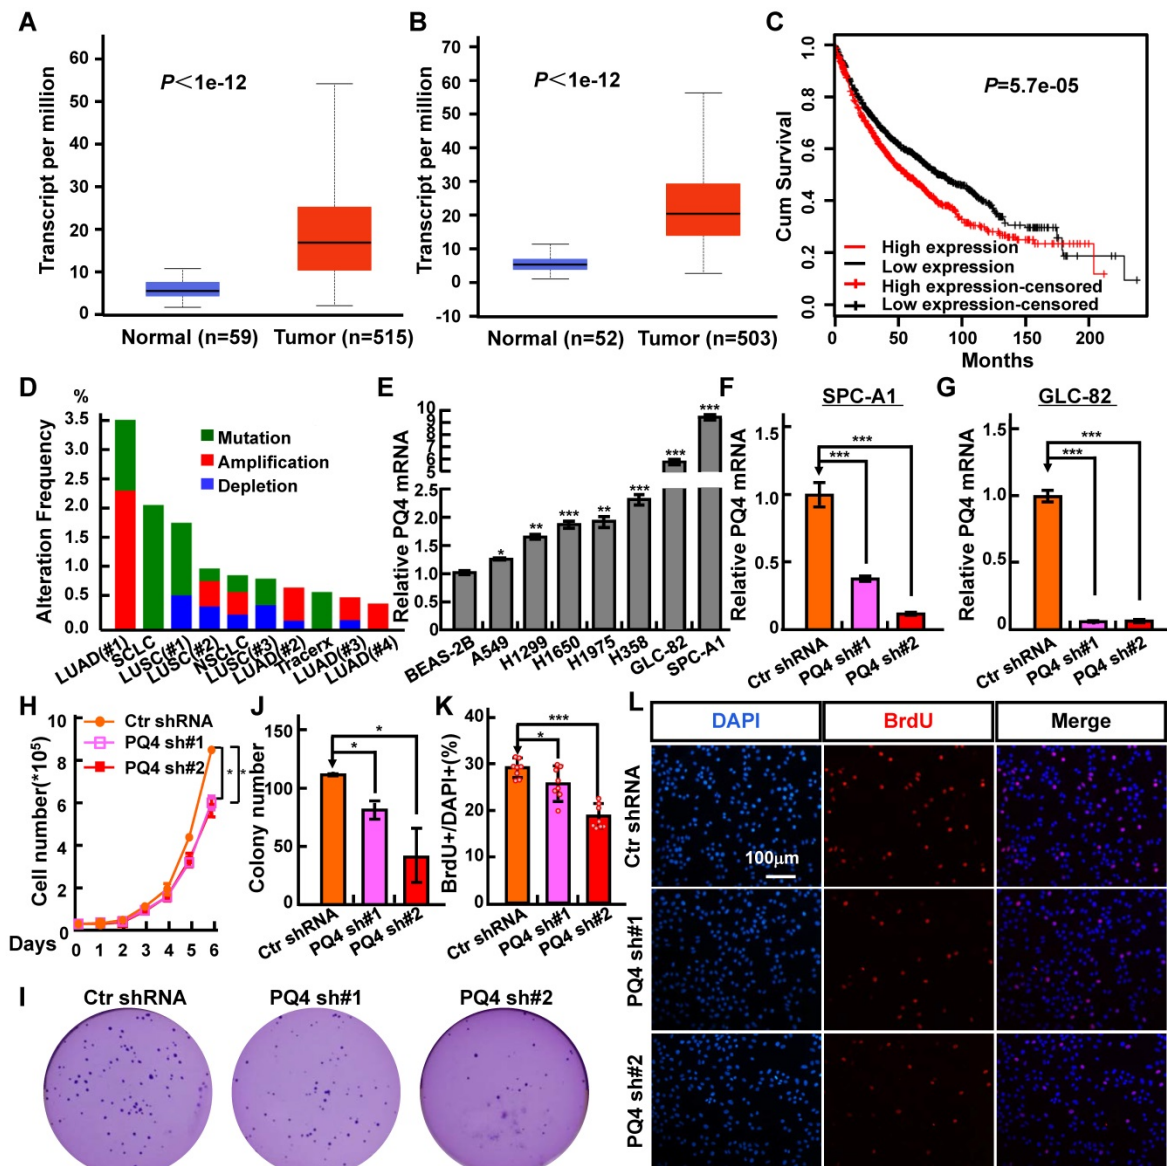 A
Transcript per million
60
50
40
30
20
10
0
P<1e-12
Normal (n=59) Tumor (n=515)
B
Transcript per million
60
50
40
30
20
10
0
-10
P<1e-12
Normal (n=52) Tumor (n=503)
C
Cum Survival
1.0
0.8
0.6
0.4
0.2
0.0
P=5.7e-05
High expression
Low expression
High expression-censored
Low expression-censored
0 50 100 150 200
Months
D
%
Alteration Frequency
3.5
3.0
2.5
2.0
1.5
1.0
0.5
0.0
Mutation
Amplification
Depletion
LUAD(#1) SCLC LUSC(#1) LUSC(#2) NSCLC LUSC(#3) LUAD(#2) Tracerx LUAD(#3) LUAD(#4)
E
Relative PQ4 mRNA
10
9
8
7
6
5
2.5
2.0
1.5
1.0
0.5
0.0
* ** *** ** *** *** ***
BEAS-2B A549 H1299 H1650 H1975 H358 GLC-82 SPC-A1
F
SPC-A1
Relative PQ4 mRNA
1.5
1.0
0.5
0
***
***
Ctr shRNA PQ4 sh#1 PQ4 sh#2
G
GLC-82
Relative PQ4 mRNA
1.5
1.0
0.5
0
***
***
Ctr shRNA PQ4 sh#1 PQ4 sh#2
H
Cell number(*10⁵)
10
8
6
4
2
0
Ctr shRNA
PQ4 sh#1
PQ4 sh#2
* *
Days 0 1 2 3 4 5 6
J
Colony number
150
100
50
0
*
*
Ctr shRNA PQ4 sh#1 PQ4 sh#2
K
BrdU+/DAPI+(%)
40
30
20
10
0
***
*
Ctr shRNA PQ4 sh#1 PQ4 sh#2
L
DAPI BrdU Merge
Ctr shRNA
100μm
PQ4 sh#1
PQ4 sh#2
I
Ctr shRNA PQ4 sh#1 PQ4 sh#2